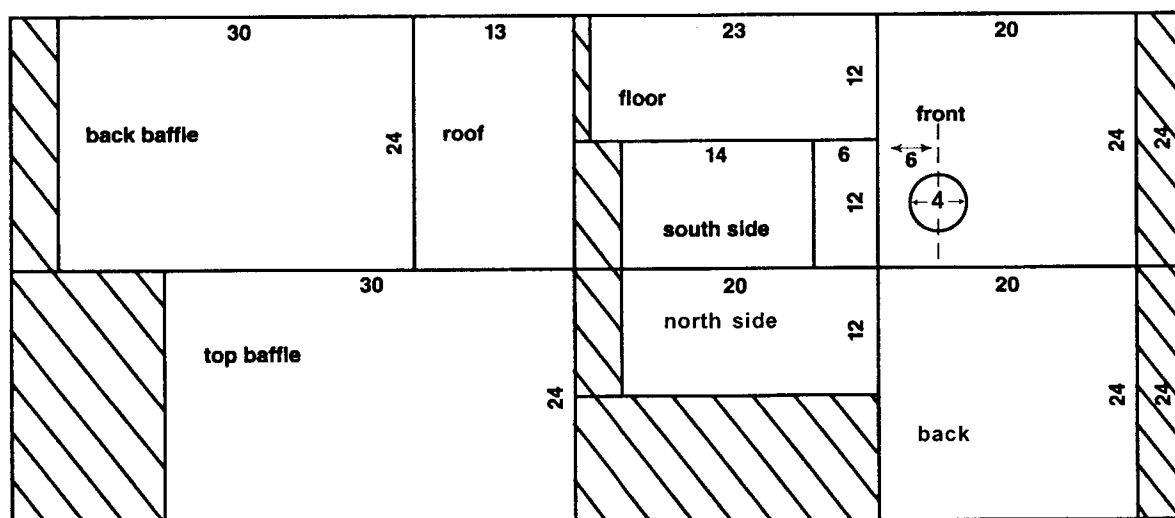 30 13 23 20
12
floor
front
back baffle
24
roof
24
24
14 6
6
12
4
south side
30 20 20
north side
12
top baffle
24
24
24
back